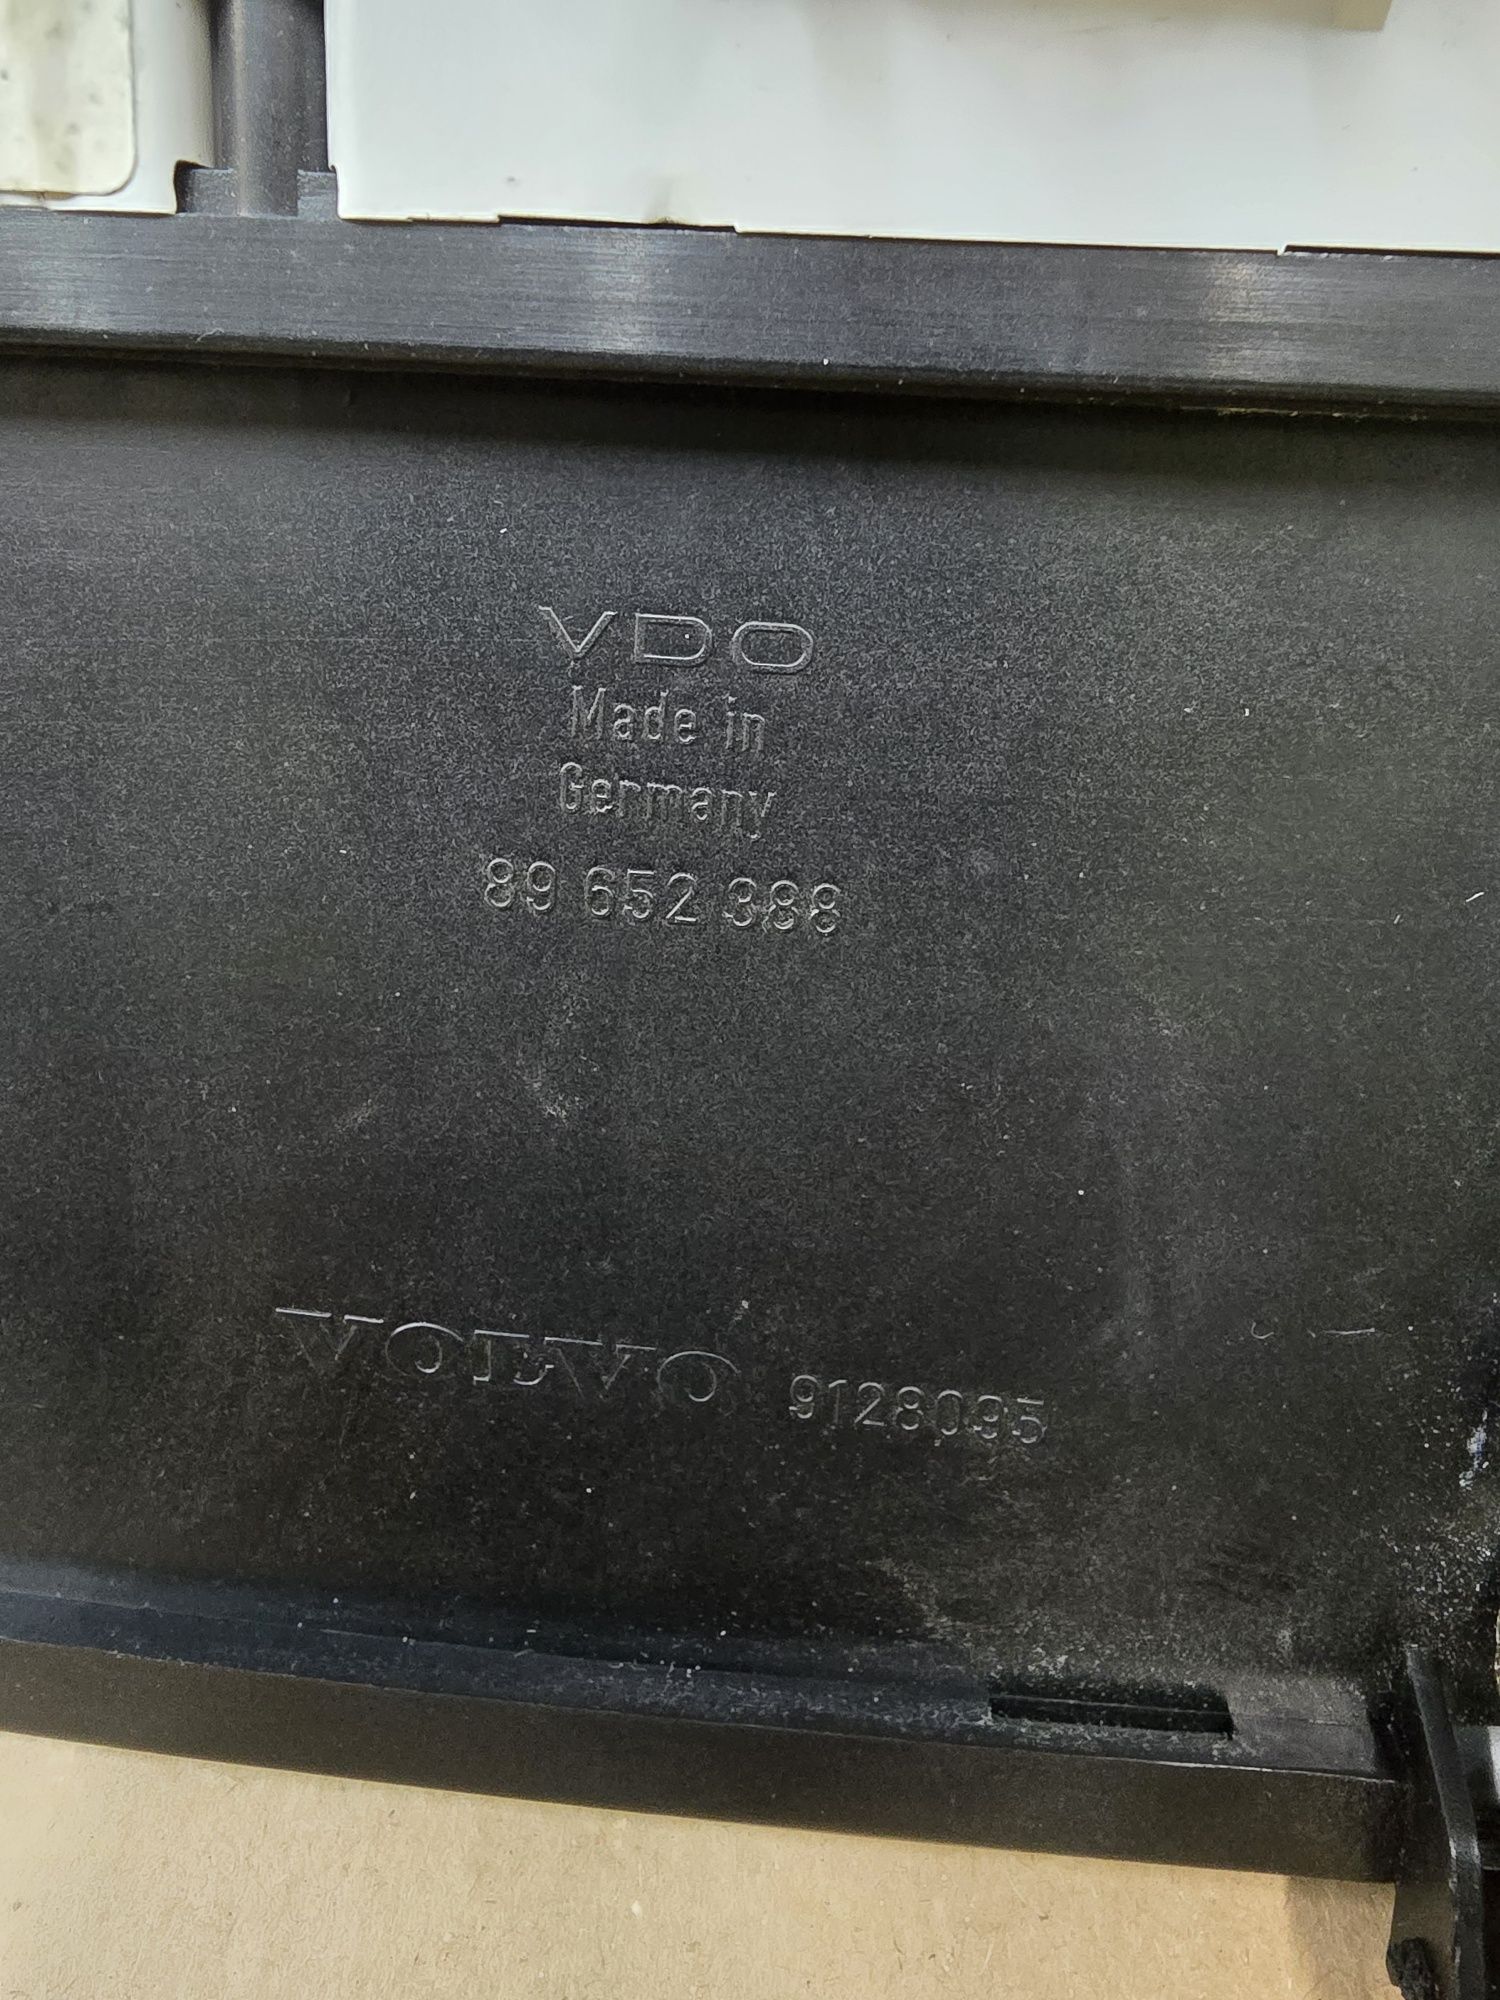 VDO
Made in
Germany
89 652 388
VOLVO 9128095